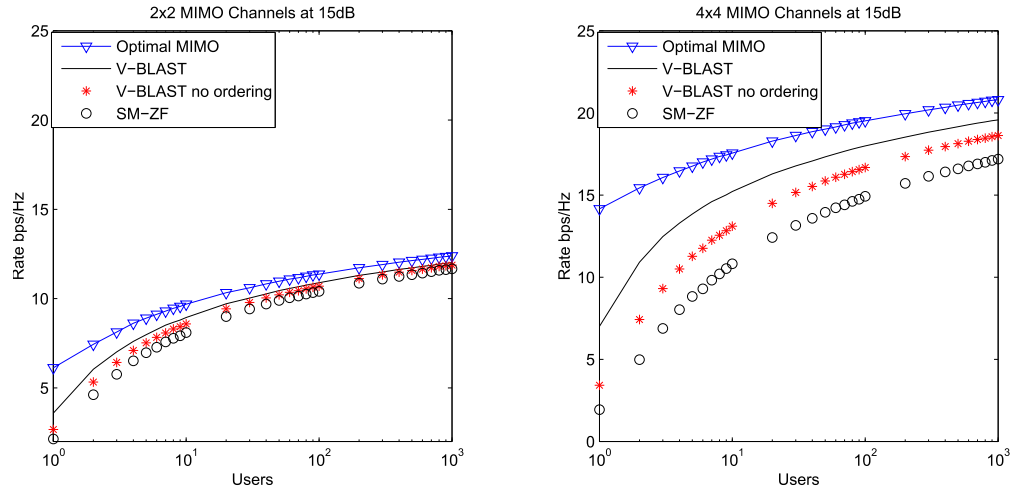 2x2 MIMO Channels at 15dB
25
20
15
10
5
Rate bps/Hz
Optimal MIMO
V−BLAST
V−BLAST no ordering
SM−ZF
10^0
10^1
10^2
10^3
Users
4x4 MIMO Channels at 15dB
25
20
15
10
5
0
Rate bps/Hz
Optimal MIMO
V−BLAST
V−BLAST no ordering
SM−ZF
10^0
10^1
10^2
10^3
Users